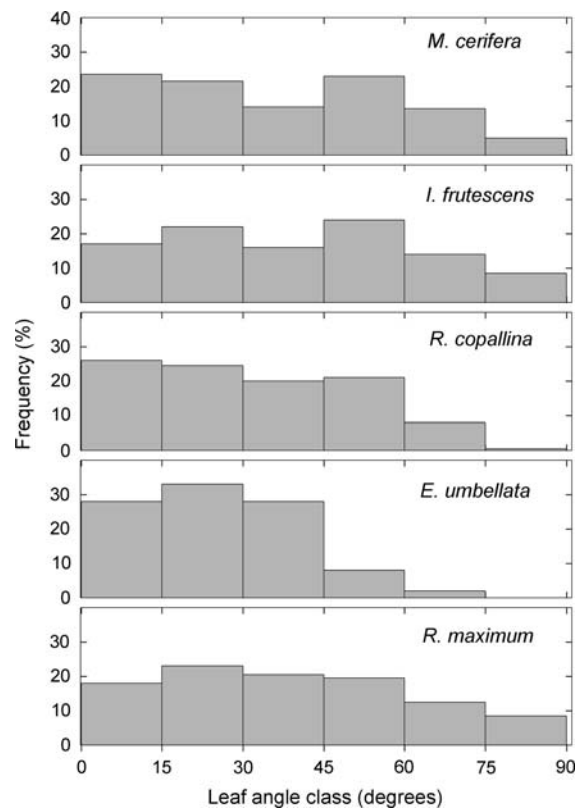 40
30
20
10
0
M. cerifera
30
20
10
0
I. frutescens
30
20
10
0
R. copallina
30
20
10
0
E. umbellata
30
20
10
0
R. maximum
Frequency (%)
0 15 30 45 60 75 90
Leaf angle class (degrees)